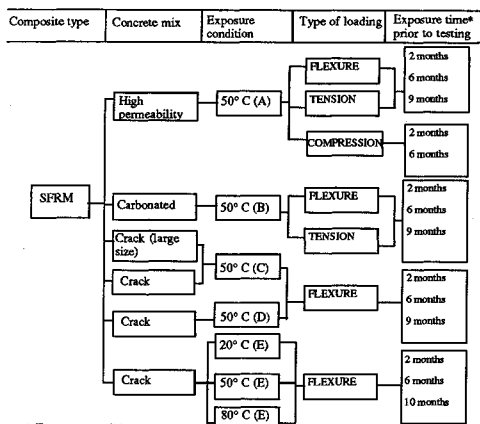 Composite type
Concrete mix
Exposure
condition
Type of loading
Exposure time*
prior to testing
SFRM
High
permeability
50° C (A)
FLEXURE
TENSION
COMPRESSION
2 months
6 months
9 months
2 months
6 months
Carbonated
50° C (B)
FLEXURE
TENSION
2 months
6 months
9 months
Crack (large
size)
Crack
50° C (C)
Crack
50° C (D)
FLEXURE
2 months
6 months
9 months
Crack
20° C (E)
50° C (E)
80° C (E)
FLEXURE
2 months
6 months
10 months